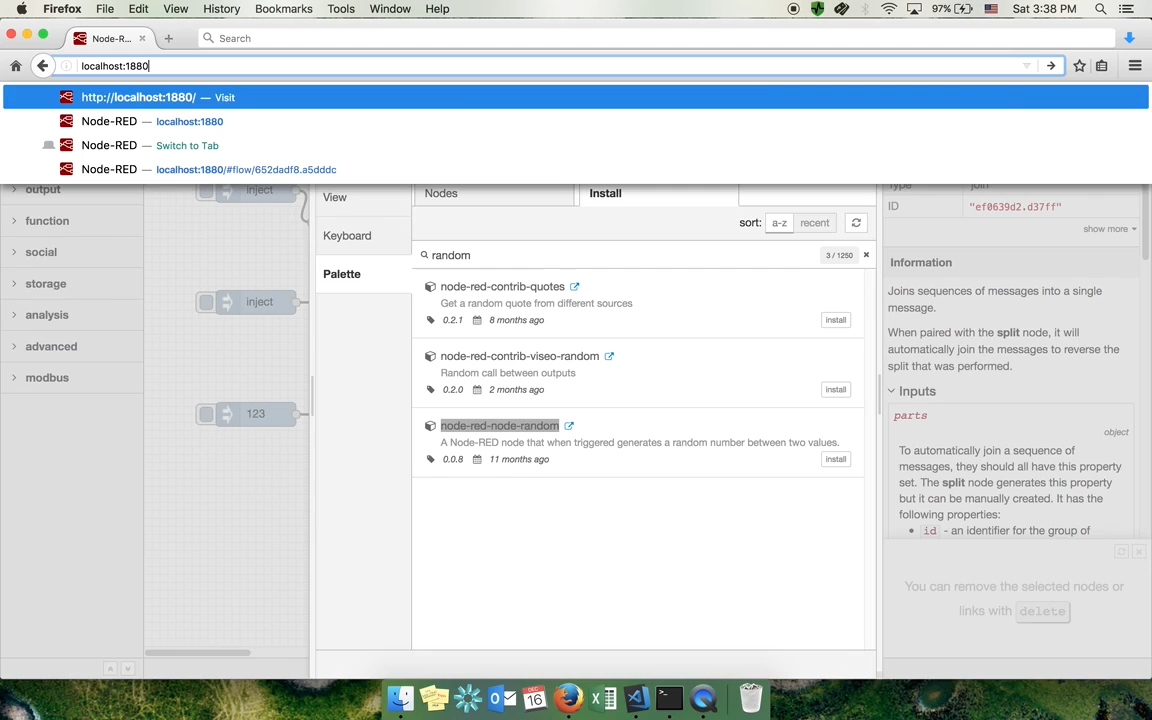 Firefox File Edit View History Bookmarks Tools Window Help 97% Sat 3:38 PM
Node-R... Search
localhost:1880
http://localhost:1880/ — Visit
Node-RED — localhost:1880
Node-RED — Switch to Tab
Node-RED — localhost:1880/#flow/652dadf8.a5dddc
output
function
social
storage
analysis
advanced
modbus
inject
inject
123
View
Keyboard
Palette
Nodes Install
sort: a-z recent
random 3 / 1250
node-red-contrib-quotes
Get a random quote from different sources
0.2.1 8 months ago install
node-red-contrib-viseo-random
Random call between outputs
0.2.0 2 months ago install
node-red-node-random
A Node-RED node that when triggered generates a random number between two values.
0.0.8 11 months ago install
Type join
ID "ef0639d2.d37ff"
show more
Information
Joins sequences of messages into a single
message.
When paired with the split node, it will
automatically join the messages to reverse the
split that was performed.
Inputs
parts
object
To automatically join a sequence of
messages, they should all have this property
set. The split node generates this property
but it can be manually created. It has the
following properties:
id - an identifier for the group of
You can remove the selected nodes or
links with delete
DEC
16